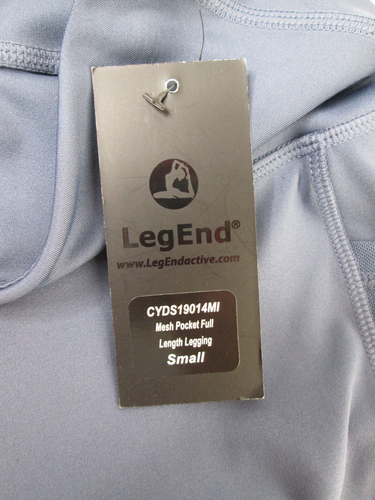 LegEnd®
www.LegEndactive.com
CYDS19014MI
Mesh Pocket Full
Length Legging
Small